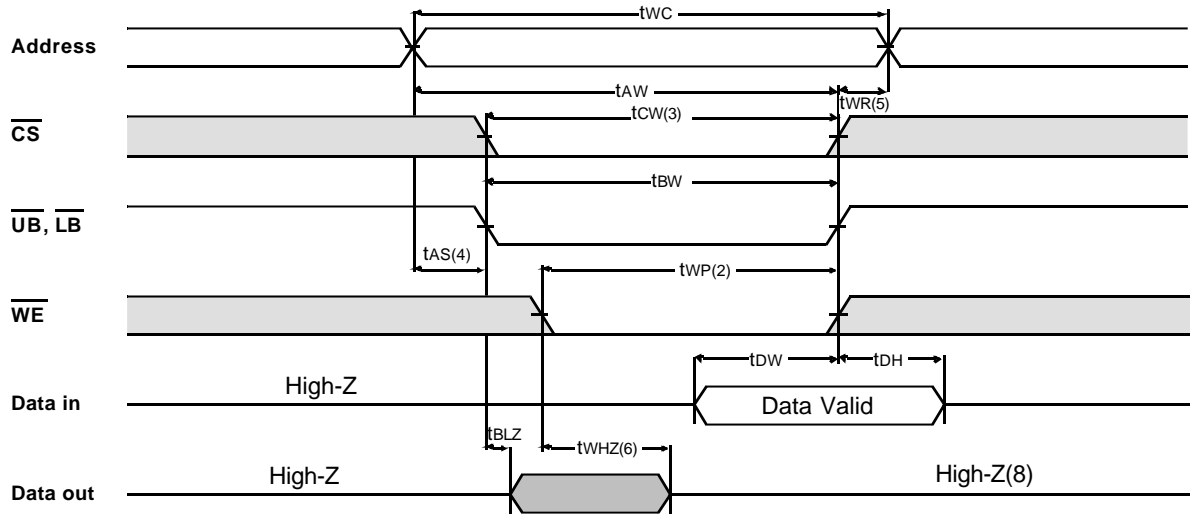 tWC
Address
tAW
tWR(5)
tCW(3)
CS
tBW
UB, LB
tAS(4)
tWP(2)
WE
tDW
tDH
High-Z
Data in
Data Valid
tBLZ
tWHZ(6)
High-Z
High-Z(8)
Data out